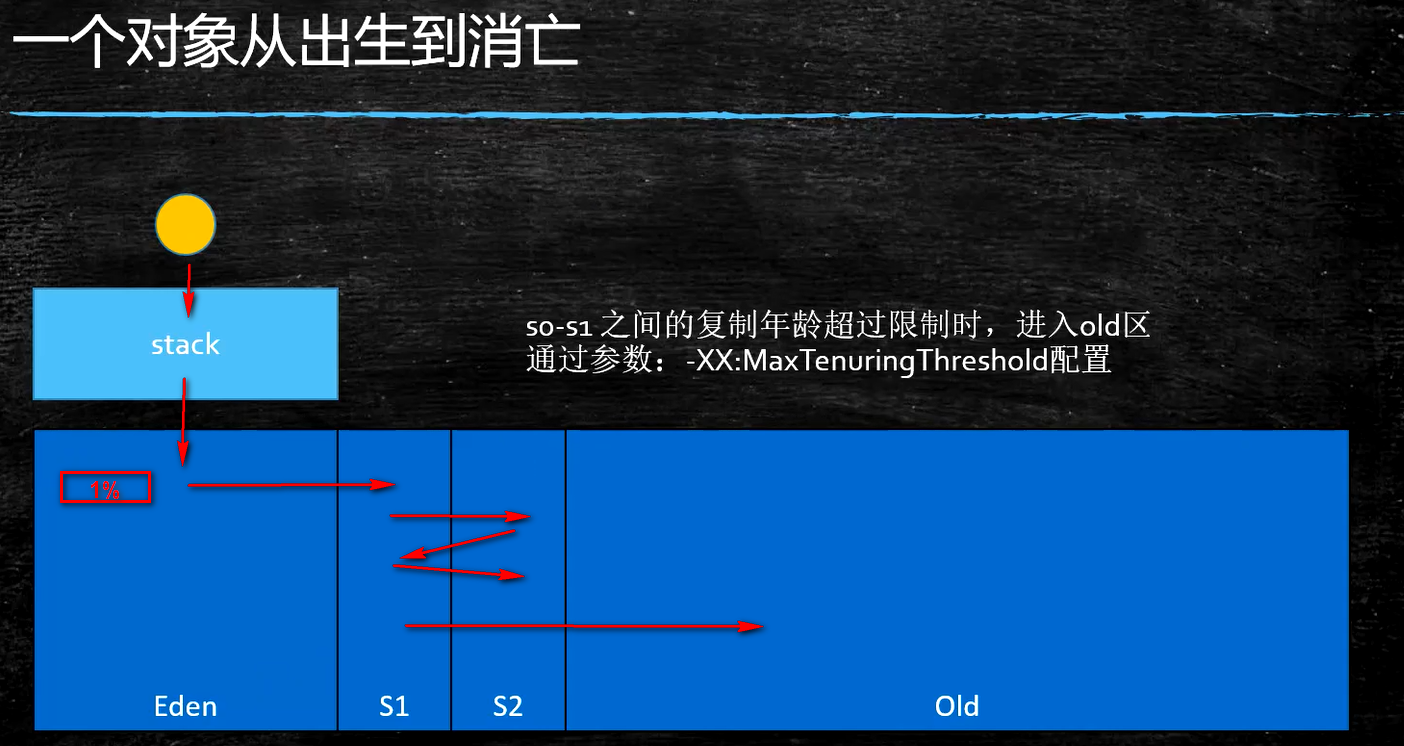 一个对象从出生到消亡
stack
s0-s1 之间的复制年龄超过限制时，进入old区
通过参数：-XX:MaxTenuringThreshold配置
1%
Eden
S1
S2
Old